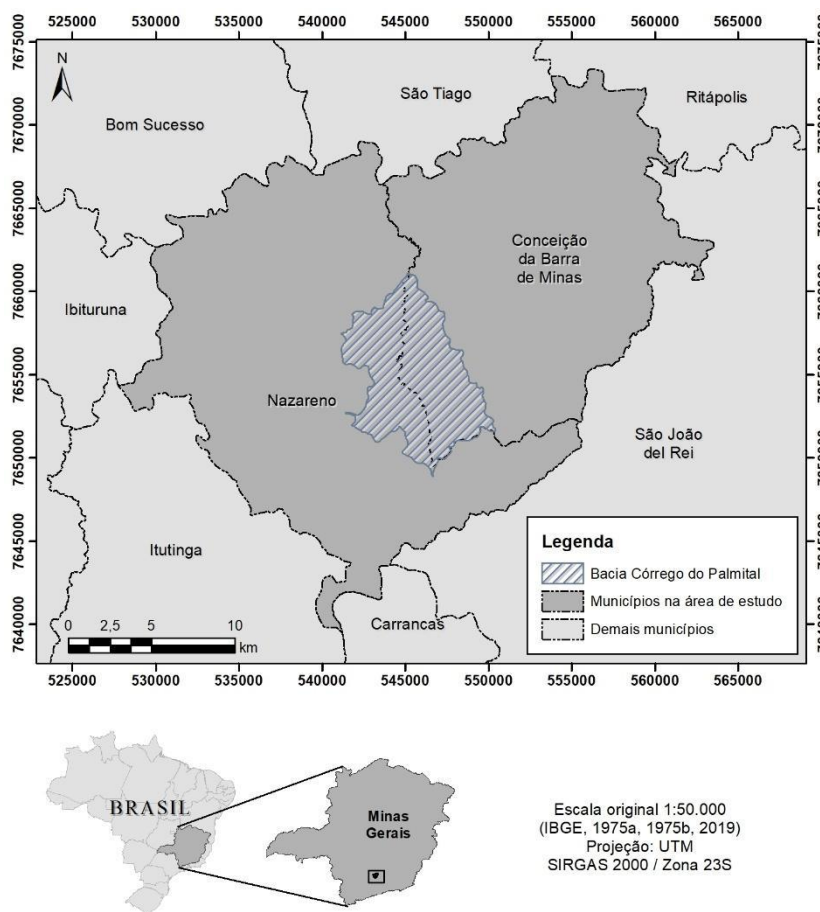 525000 530000 535000 540000 545000 550000 555000 560000 565000
7675000
7670000
7665000
7660000
7655000
7650000
7645000
7640000
N
São Tiago
Ritápolis
Bom Sucesso
Conceição
da Barra
de Minas
Ibituruna
Nazareno
São João
del Rei
Itutinga
Carrancas
Legenda
Bacia Córrego do Palmital
Municípios na área de estudo
Demais municípios
0 2,5 5 10
km
7675000
7670000
525000 530000 535000 540000 545000 550000 555000 560000 565000
BRASIL
Minas
Gerais
Escala original 1:50.000
(IBGE, 1975a, 1975b, 2019)
Projeção: UTM
SIRGAS 2000 / Zona 23S